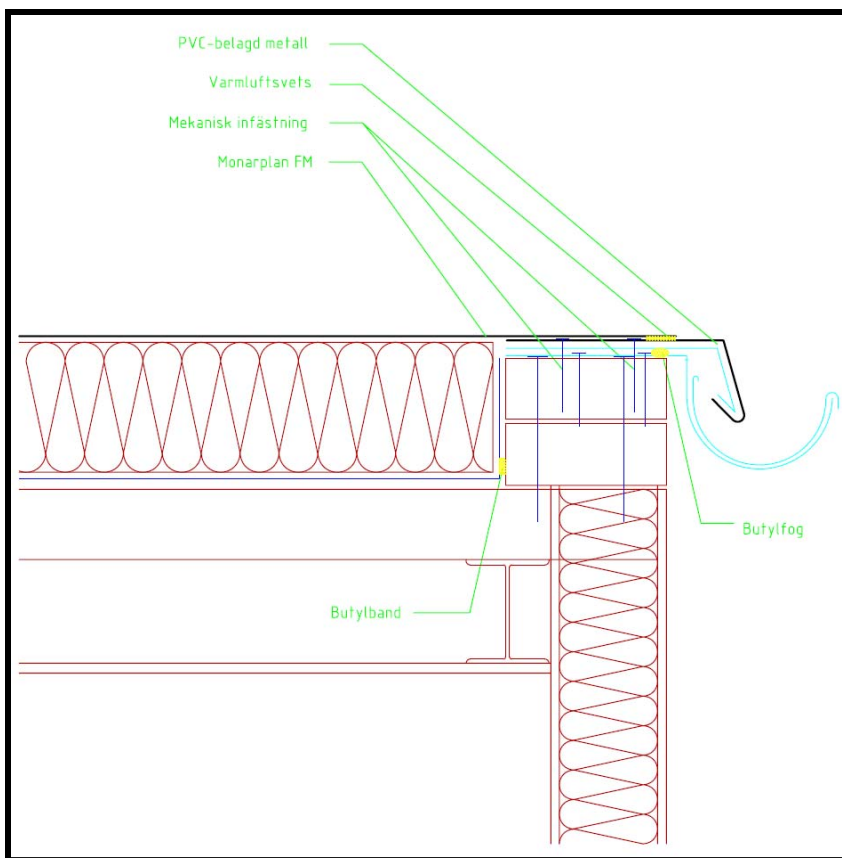 PVC-belagd metall
Varmluftsvets
Mekanisk infästning
Monarplan FM
Butylfog
Butylband